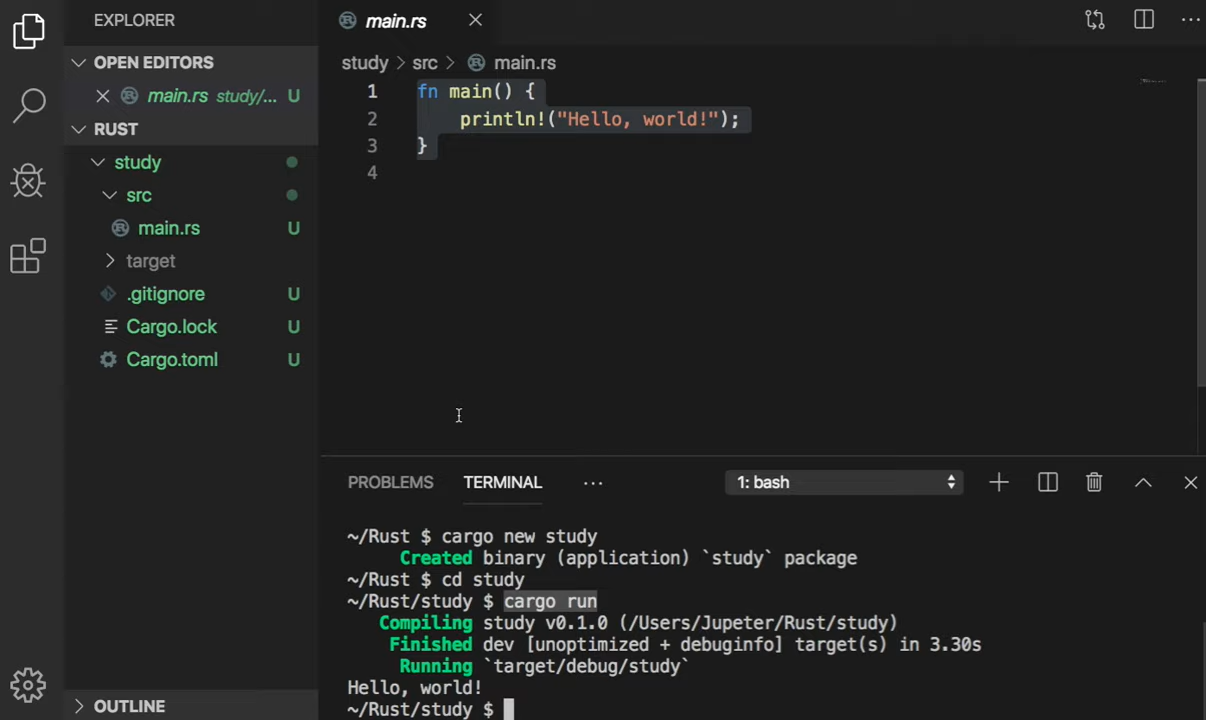 EXPLORER
OPEN EDITORS
main.rs study/... U
RUST
study
src
main.rs U
target
.gitignore U
Cargo.lock U
Cargo.toml U
OUTLINE
main.rs
study > src > main.rs
1 fn main() {
2 println!("Hello, world!");
3 }
4
PROBLEMS TERMINAL ... 1: bash
~/Rust $ cargo new study
Created binary (application) `study` package
~/Rust $ cd study
~/Rust/study $ cargo run
Compiling study v0.1.0 (/Users/Jupeter/Rust/study)
Finished dev [unoptimized + debuginfo] target(s) in 3.30s
Running `target/debug/study`
Hello, world!
~/Rust/study $